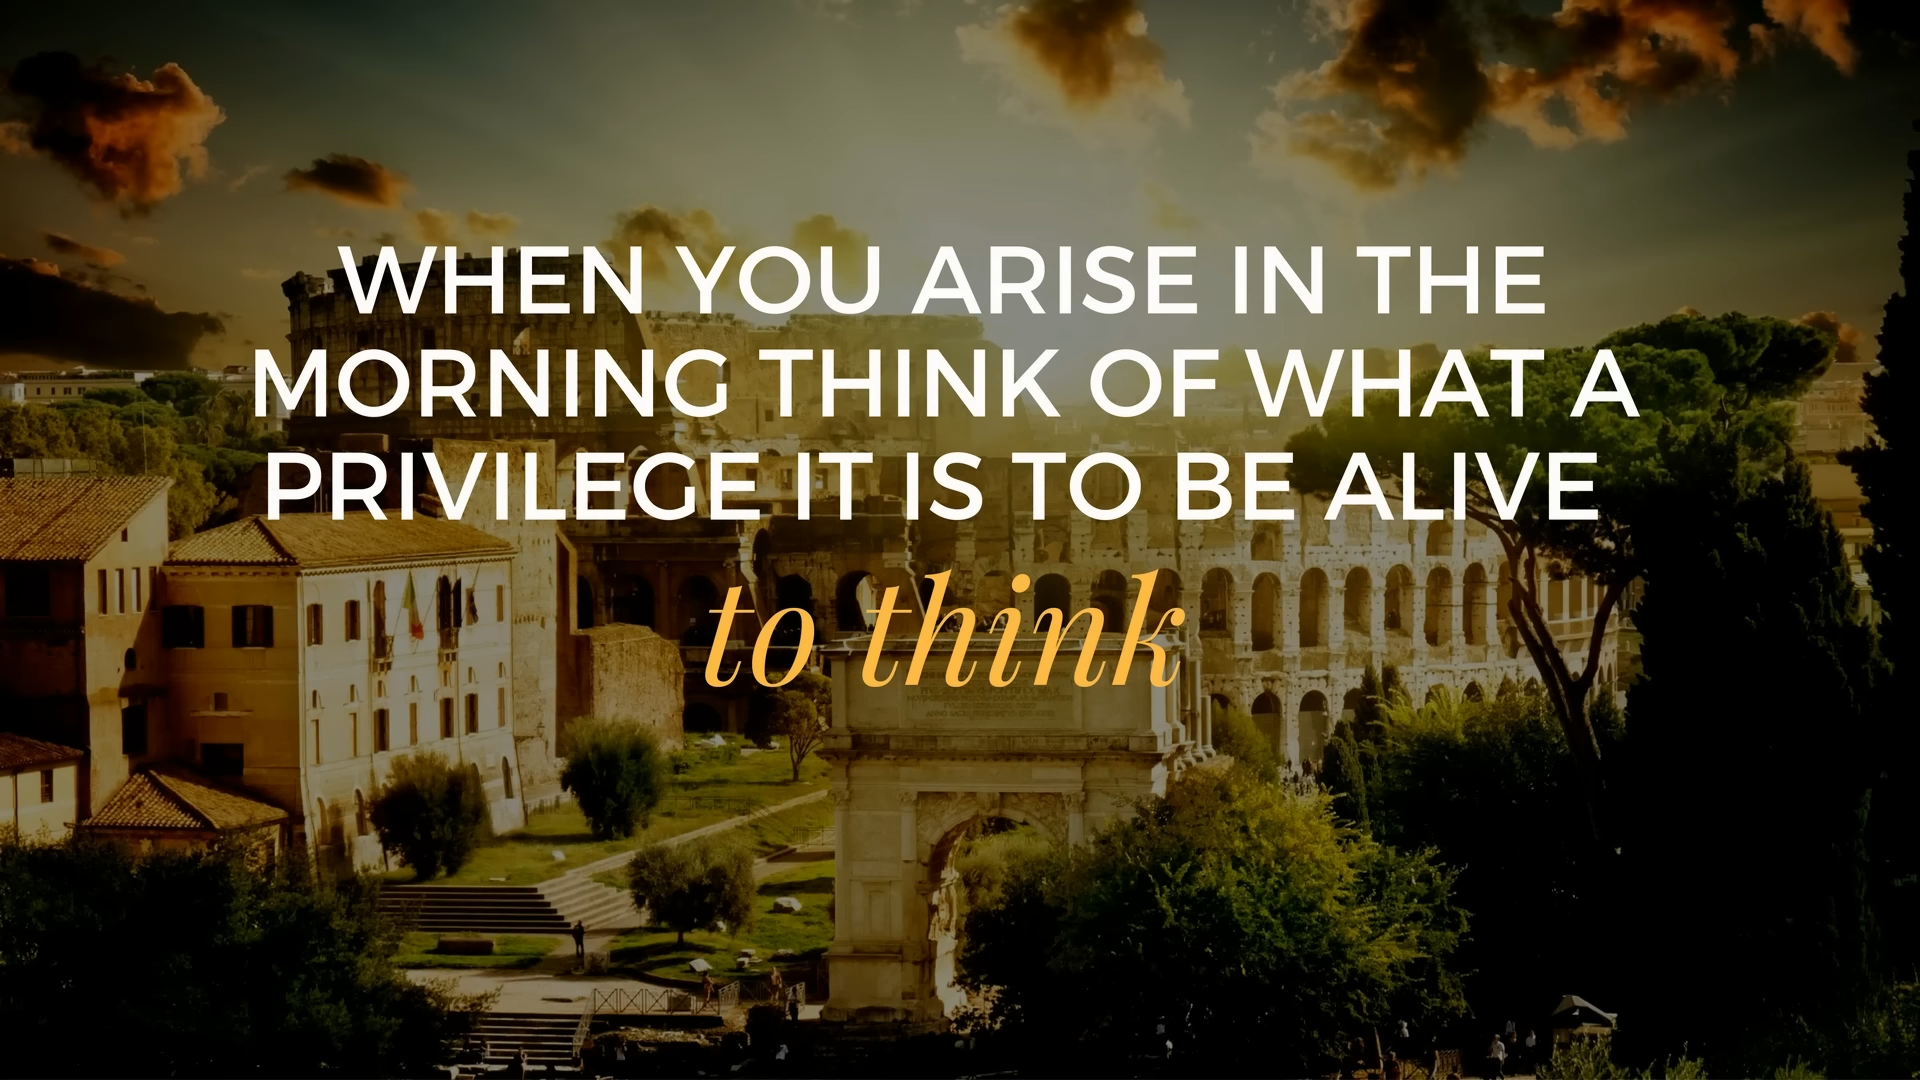 WHEN YOU ARISE IN THE
MORNING THINK OF WHAT A
PRIVILEGE IT IS TO BE ALIVE
to think